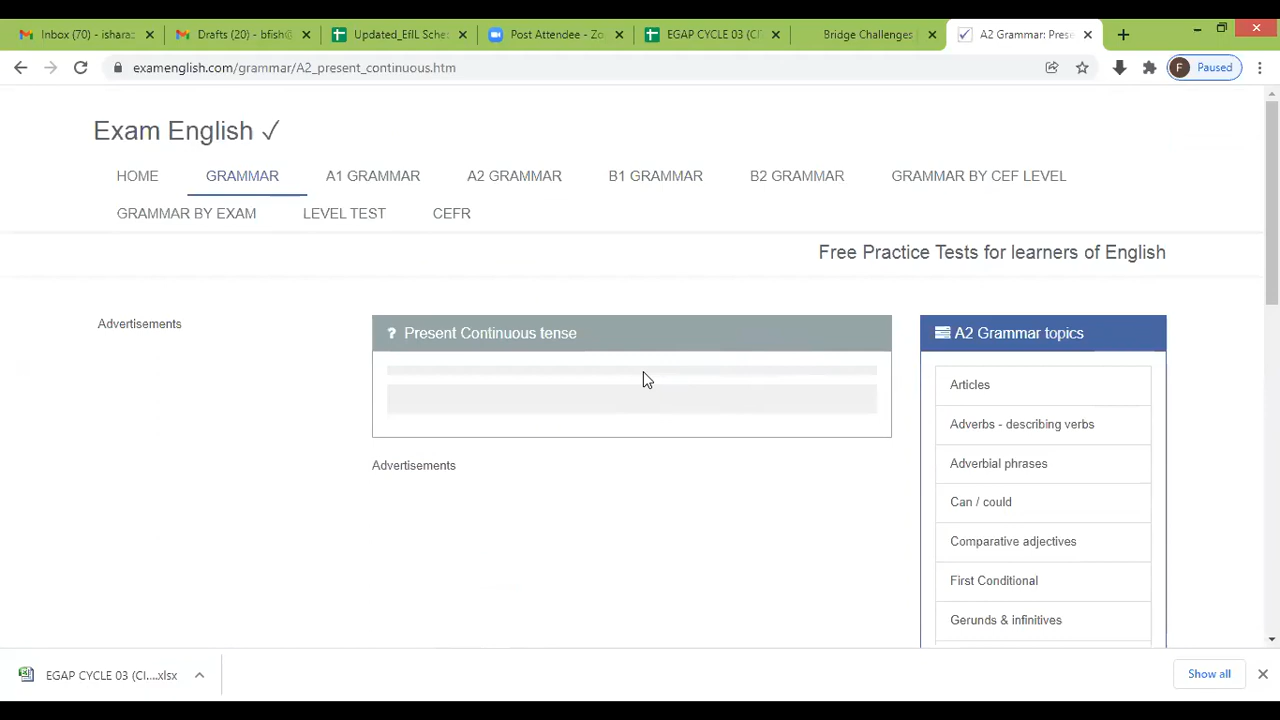 Inbox (70) - ishara:
Drafts (20) - bfish@
Updated_EfIL Sche
Post Attendee - Zo
EGAP CYCLE 03 (CI
Bridge Challenges
A2 Grammar: Prese
examenglish.com/grammar/A2_present_continuous.htm
F
Paused
Exam English ✓
HOME
GRAMMAR
A1 GRAMMAR
A2 GRAMMAR
B1 GRAMMAR
B2 GRAMMAR
GRAMMAR BY CEF LEVEL
GRAMMAR BY EXAM
LEVEL TEST
CEFR
Free Practice Tests for learners of English
Advertisements
? Present Continuous tense
Advertisements
A2 Grammar topics
Articles
Adverbs - describing verbs
Adverbial phrases
Can / could
Comparative adjectives
First Conditional
Gerunds & infinitives
EGAP CYCLE 03 (CI....xlsx
Show all